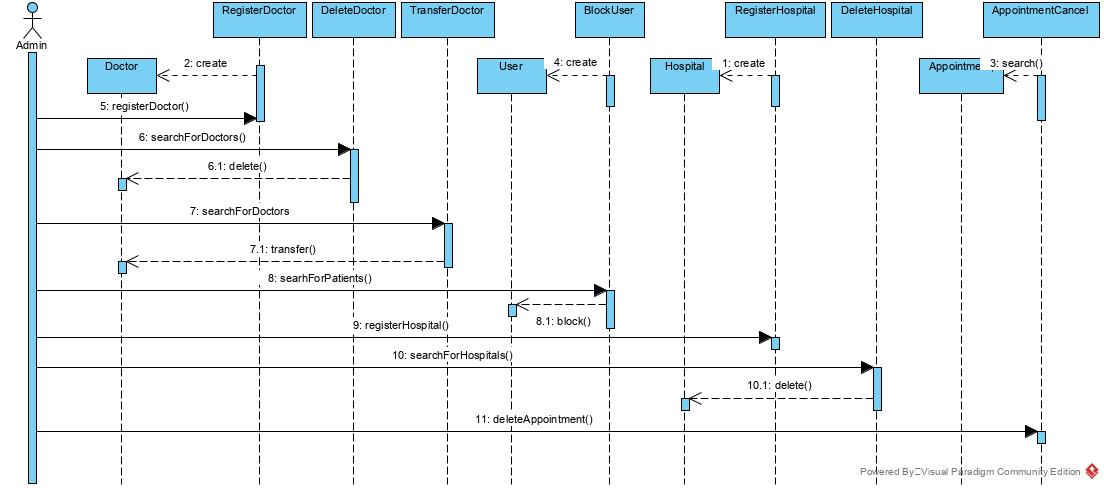 RegisterDoctor
DeleteDoctor
TransferDoctor
BlockUser
RegisterHospital
DeleteHospital
AppointmentCancel
Admin
Doctor
2: create
User
4: create
Hospital
1: create
Appointme
3: search()
5: registerDoctor()
6: searchForDoctors()
6.1: delete()
7: searchForDoctors
7.1: transfer()
8: searhForPatients()
8.1: block()
9: registerHospital()
10: searchForHospitals()
10.1: delete()
11: deleteAppointment()
Powered By Visual Paradigm Community Edition